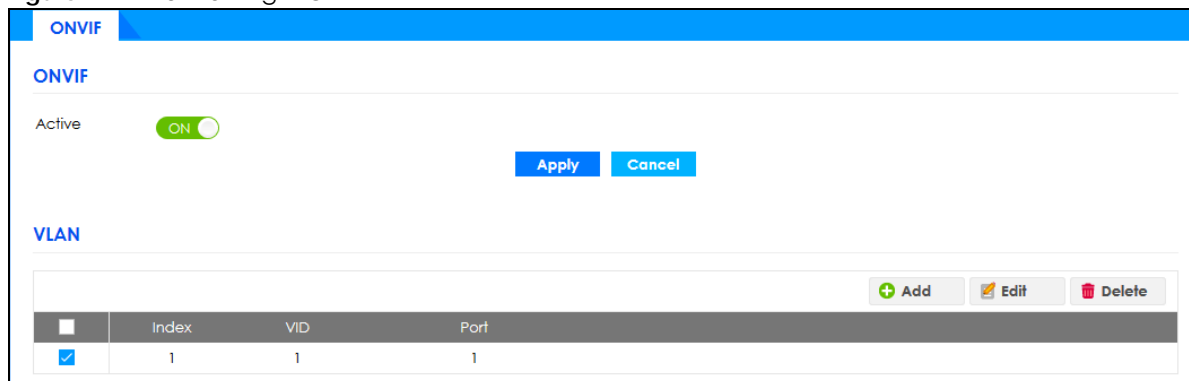 ONVIF
ONVIF
Active ON
Apply Cancel
VLAN
Add Edit Delete
Index VID Port
1 1 1